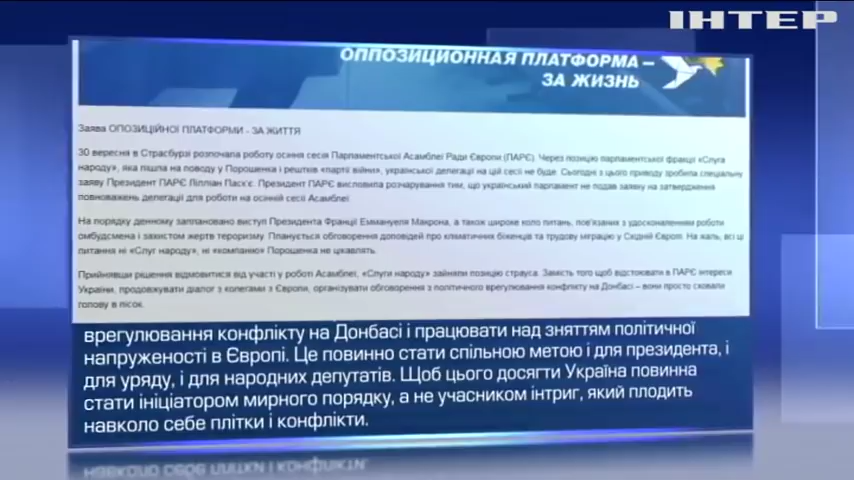 ІНТЕР
ОППОЗИЦИОННАЯ ПЛАТФОРМА –
ЗА ЖИЗНЬ
Заява ОПОЗИЦІЙНОЇ ПЛАТФОРМИ - ЗА ЖИТТЯ
30 вересня в Страсбурзі розпочала роботу осіння сесія Парламентської Асамблеї Ради Європи (ПАРЄ). Через позицію парламентської фракції «Слуга
народу», яка пішла на поводу у Порошенка і рештків «партії війни», української делегації на цій сесії не буде. Сьогодні з цього приводу зробила спеціальну
заяву Президент ПАРЄ Ліліан Паск'є. Президент ПАРЄ висловила розчарування тим, що український парламент не подав заявку на затвердження
повноважень делегації для роботи на осінній сесії Асамблеї.
На порядку денному заплановано виступ Президента Франції Еммануеля Макрона, а також широке коло питань, пов'язаних з удосконаленням роботи
омбудсмена і захистом жертв тероризму. Планується обговорення доповідей про кліматичних біженців та трудову міграцію у Східній Європі. На жаль, всі ці
питання ні «Слуг народу», ні «компанію» Порошенка не цікавлять.
Прийнявши рішення відмовитися від участі у роботі Асамблеї, «Слуги народу» зайняли позицію страуса. Замість того щоб відстоювати в ПАРЄ інтереси
України, продовжувати діалог з колегами з Європи, організувати обговорення з політичного врегулювання конфлікту на Донбасі – вони просто сховали
голову в пісок.
врегулювання конфлікту на Донбасі і працювати над зняттям політичної
напруженості в Європі. Це повинно стати спільною метою і для президента, і
для уряду, і для народних депутатів. Щоб цього досягти Україна повинна
стати ініціатором мирного порядку, а не учасником інтриг, який плодить
навколо себе плітки і конфлікти.